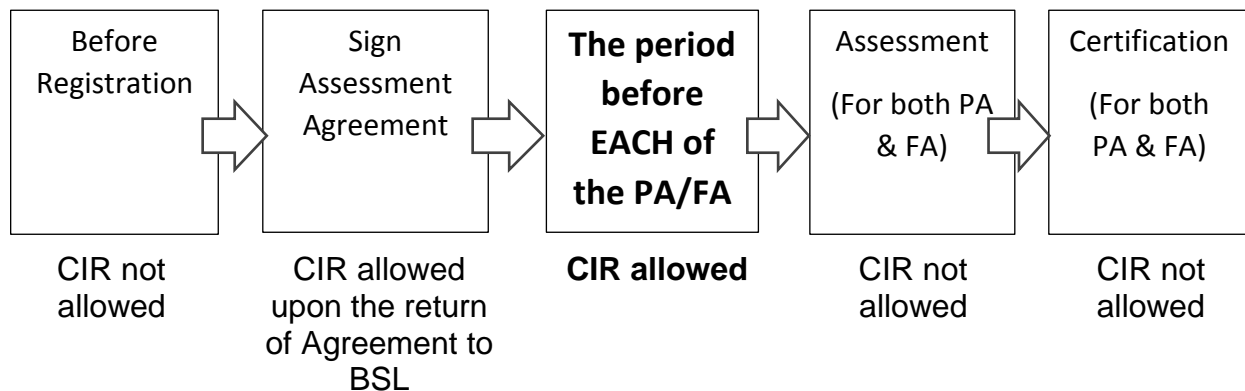 Before
Registration
Sign
Assessment
Agreement
The period
before
EACH of
the PA/FA
Assessment
(For both PA
& FA)
Certification
(For both
PA & FA)
CIR not
allowed
CIR allowed
upon the return
of Agreement to
BSL
CIR allowed
CIR not
allowed
CIR not
allowed